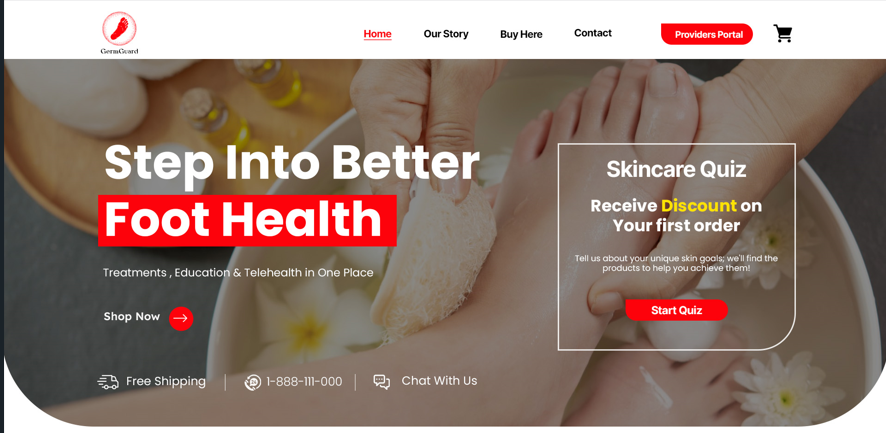 GermGuard
Home
Our Story
Buy Here
Contact
Providers Portal
Step Into Better
Foot Health
Treatments , Education & Telehealth in One Place
Shop Now
Free Shipping
1-888-111-000
Chat With Us
Skincare Quiz
Receive Discount on
Your first order
Tell us about your unique skin goals; we'll find the
products to help you achieve them!
Start Quiz